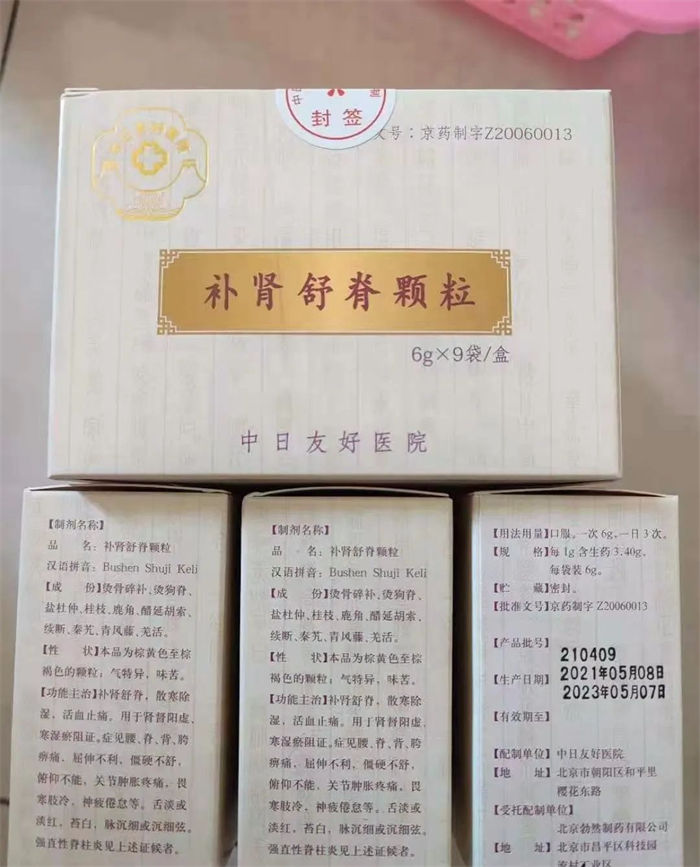 封签
文号：京药制字Z20060013
补肾舒脊颗粒
6g×9袋/盒
中日友好医院
【制剂名称】
品　名：补肾舒脊颗粒
汉语拼音：Bushen Shuji Keli
【成　份】烫骨碎补、烫狗脊、
盐杜仲、桂枝、鹿角、醋延胡索、
续断、秦艽、青风藤、羌活。
【性　状】本品为棕黄色至棕
褐色的颗粒；气特异，味苦。
【功能主治】补肾舒脊，散寒除
湿，活血止痛。用于肾督阳虚、
寒湿瘀阻证。症见腰、脊、背、胯
痹痛，屈伸不利，僵硬不舒，
俯仰不能，关节肿胀疼痛，畏
寒肢冷，神疲倦怠等。舌淡或
淡红，苔白，脉沉细或沉细弦。
强直性脊柱炎见上述证候者。
【制剂名称】
品　名：补肾舒脊颗粒
汉语拼音：Bushen Shuji Keli
【成　份】烫骨碎补、烫狗脊、
盐杜仲、桂枝、鹿角、醋延胡索、
续断、秦艽、青风藤、羌活。
【性　状】本品为棕黄色至棕
褐色的颗粒；气特异，味苦。
【功能主治】补肾舒脊，散寒除
湿，活血止痛。用于肾督阳虚、
寒湿瘀阻证。症见腰、脊、背、胯
痹痛，屈伸不利，僵硬不舒，
俯仰不能，关节肿胀疼痛，畏
寒肢冷，神疲倦怠等。舌淡或
淡红，苔白，脉沉细或沉细弦。
强直性脊柱炎见上述证候者。
【用法用量】口服。一次6g，一日3次。
【规　格】每1g含生药3.40g，
每袋装6g。
【贮　藏】密封。
【批准文号】京药制字Z20060013
【产品批号】
210409
【生产日期】2021年05月08日
2023年05月07日
【有效期至】
【配制单位】中日友好医院
【地　址】北京市朝阳区和平里
樱花东路
【受托配制单位】
北京勃然制药有限公司
【地　址】北京市昌平区科技园